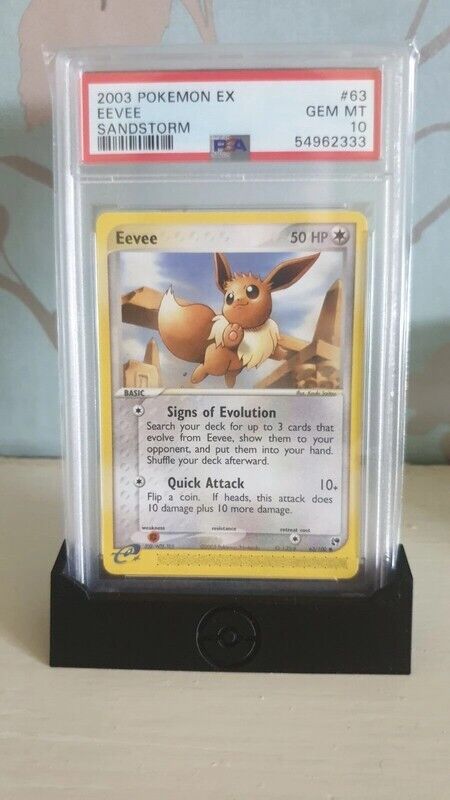 2003 POKEMON EX #63
EEVEE GEM MT
SANDSTORM 10
PSA 54962333
Eevee 50 HP
BASIC
Signs of Evolution
Search your deck for up to 3 cards that
evolve from Eevee, show them to your
opponent, and put them into your hand.
Shuffle your deck afterward.
Quick Attack 10+
Flip a coin. If heads, this attack does
10 damage plus 10 more damage.
weakness resistance retreat cost
63/100